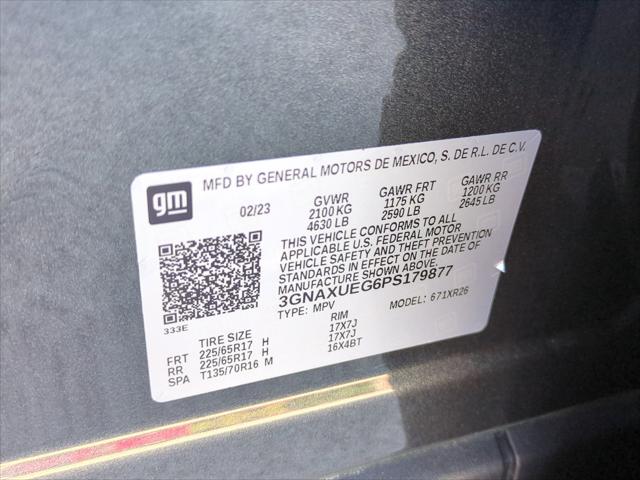 gm
MFD BY GENERAL MOTORS DE MEXICO, S. DE R.L. DE C.V.
02/23 GVWR GAWR FRT GAWR RR
2100 KG 1175 KG 1200 KG
4630 LB 2590 LB 2645 LB
THIS VEHICLE CONFORMS TO ALL
APPLICABLE U.S. FEDERAL MOTOR
VEHICLE SAFETY AND THEFT PREVENTION
STANDARDS IN EFFECT ON THE DATE OF
MANUFACTURE SHOWN ABOVE.
3GNAXUEG6PS179877
TYPE: MPV MODEL: 671XR26
333E
TIRE SIZE RIM
FRT 225/65R17 H 17X7J
RR 225/65R17 H 17X7J
SPA T135/70R16 M 16X4BT